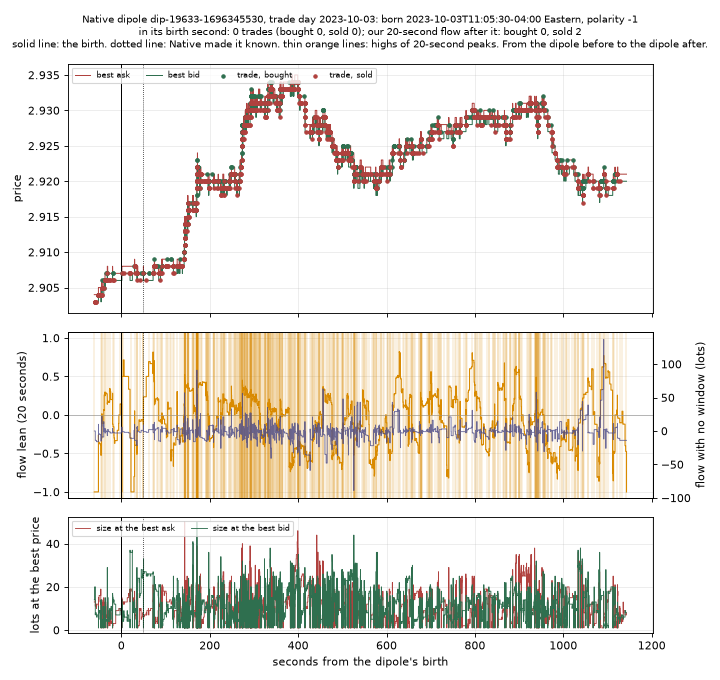 Native dipole dip-19633-1696345530, trade day 2023-10-03: born 2023-10-03T11:05:30-04:00 Eastern, polarity -1
in its birth second: 0 trades (bought 0, sold 0); our 20-second flow after it: bought 0, sold 2
solid line: the birth. dotted line: Native made it known. thin orange lines: highs of 20-second peaks. From the dipole before to the dipole after.
best ask best bid trade, bought trade, sold
2.935
2.930
2.925
2.920
2.915
2.910
2.905
price
1.0
0.5
0.0
−0.5
−1.0
flow lean (20 seconds)
100
50
0
−50
−100
flow with no window (lots)
size at the best ask size at the best bid
40
20
0
lots at the best price
0 200 400 600 800 1000 1200
seconds from the dipole's birth